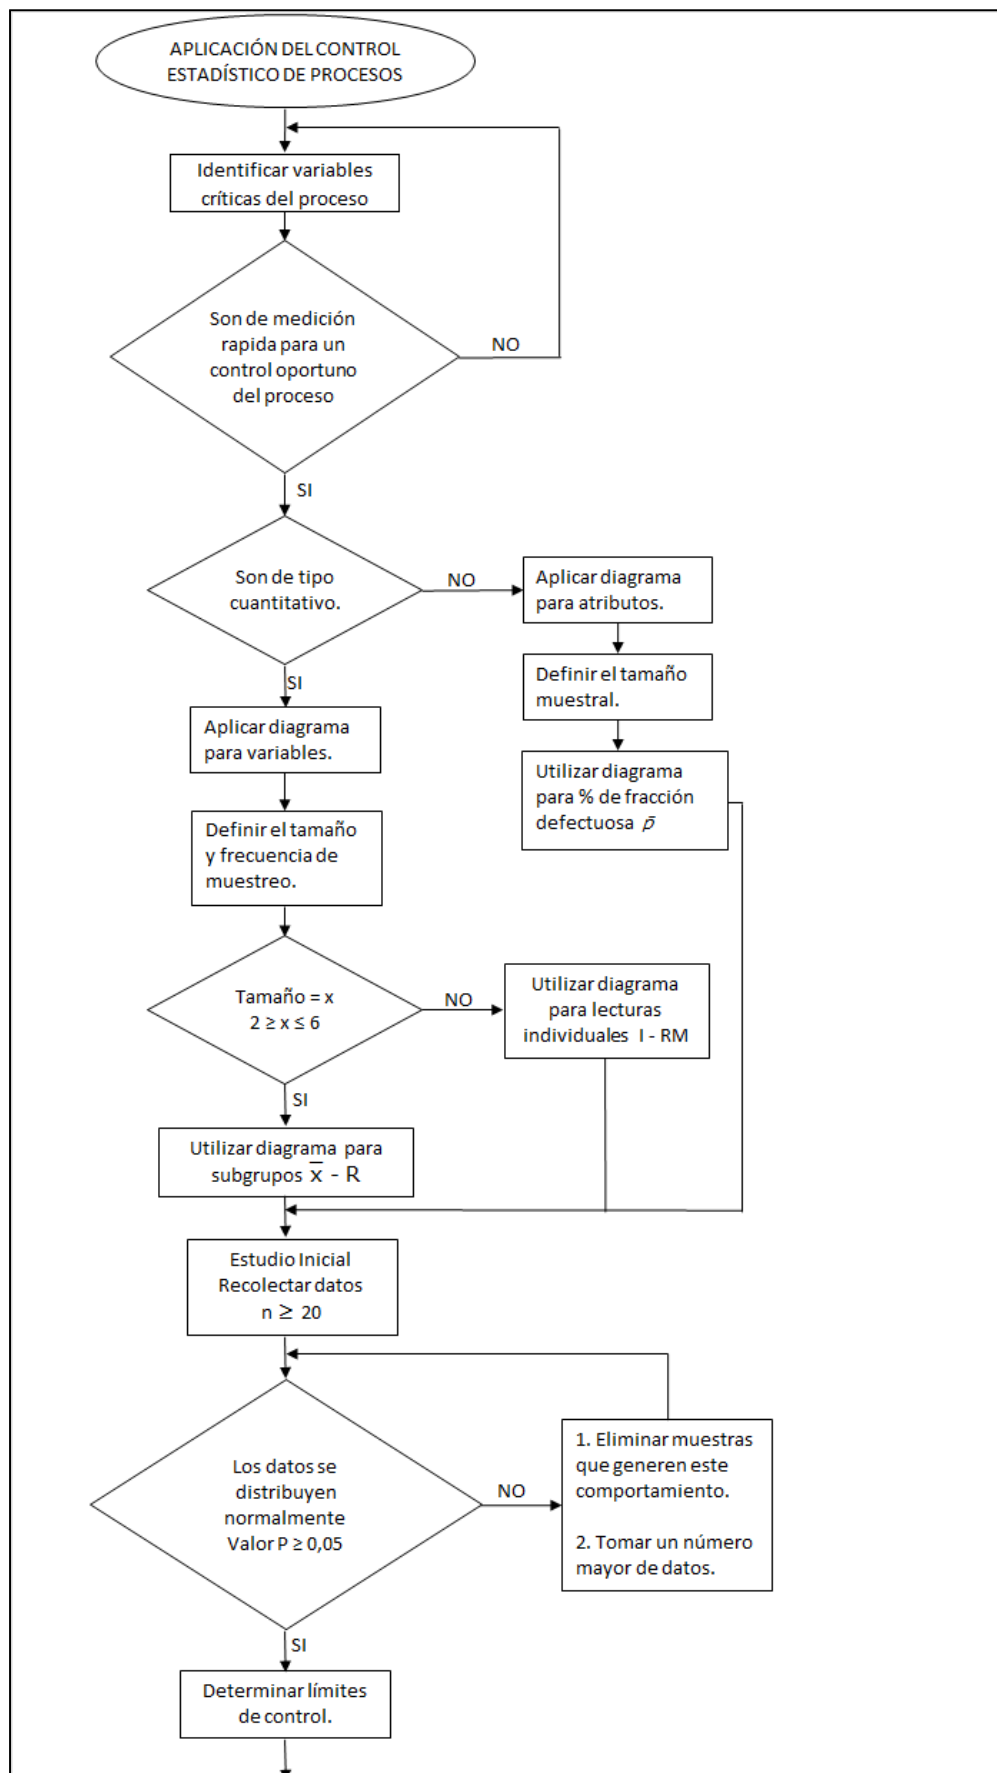 APLICACIÓN DEL CONTROL
ESTADÍSTICO DE PROCESOS
Identificar variables
críticas del proceso
Son de medición
rapida para un
control oportuno
del proceso
NO
SI
Son de tipo
cuantitativo.
NO
Aplicar diagrama
para atributos.
Definir el tamaño
muestral.
Utilizar diagrama
para % de fracción
defectuosa p̄
SI
Aplicar diagrama
para variables.
Definir el tamaño
y frecuencia de
muestreo.
Tamaño = x
2 ≥ x ≤ 6
NO
Utilizar diagrama
para lecturas
individuales I - RM
SI
Utilizar diagrama para
subgrupos x̄ - R
Estudio Inicial
Recolectar datos
n ≥ 20
Los datos se
distribuyen
normalmente
Valor P ≥ 0,05
NO
1. Eliminar muestras
que generen este
comportamiento.
2. Tomar un número
mayor de datos.
SI
Determinar límites
de control.